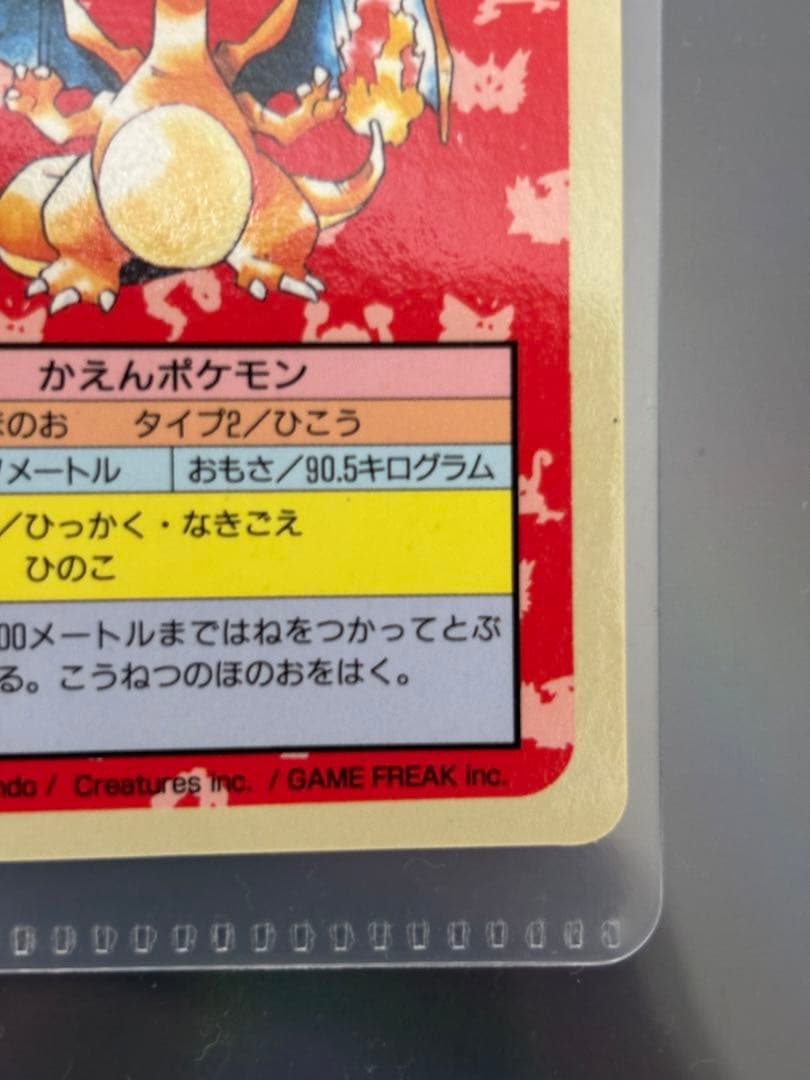 かえんポケモン
ほのお タイプ2／ひこう
メートル おもさ／90.5キログラム
／ひっかく・なきごえ
ひのこ
00メートルまではねをつかってとぶ
る。こうねつのほのおをはく。
ndo / Creatures inc. / GAME FREAK inc.